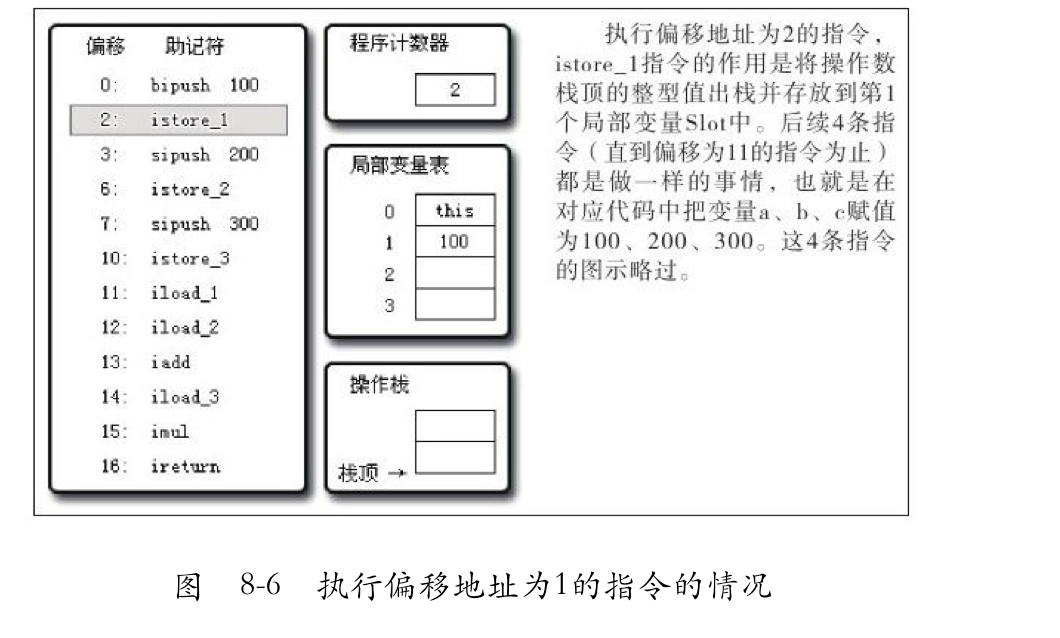 偏移 助记符
0: bipush 100
2: istore_1
3: sipush 200
6: istore_2
7: sipush 300
10: istore_3
11: iload_1
12: iload_2
13: iadd
14: iload_3
15: imul
16: ireturn
程序计数器
2
局部变量表
0 this
1 100
2
3
操作栈
栈顶 →
执行偏移地址为2的指令，
istore_1指令的作用是将操作数
栈顶的整型值出栈并存放到第1
个局部变量Slot中。后续4条指
令（直到偏移为11的指令为止）
都是做一样的事情，也就是在
对应代码中把变量a、b、c赋值
为100、200、300。这4条指令
的图示略过。
图 8-6 执行偏移地址为1的指令的情况